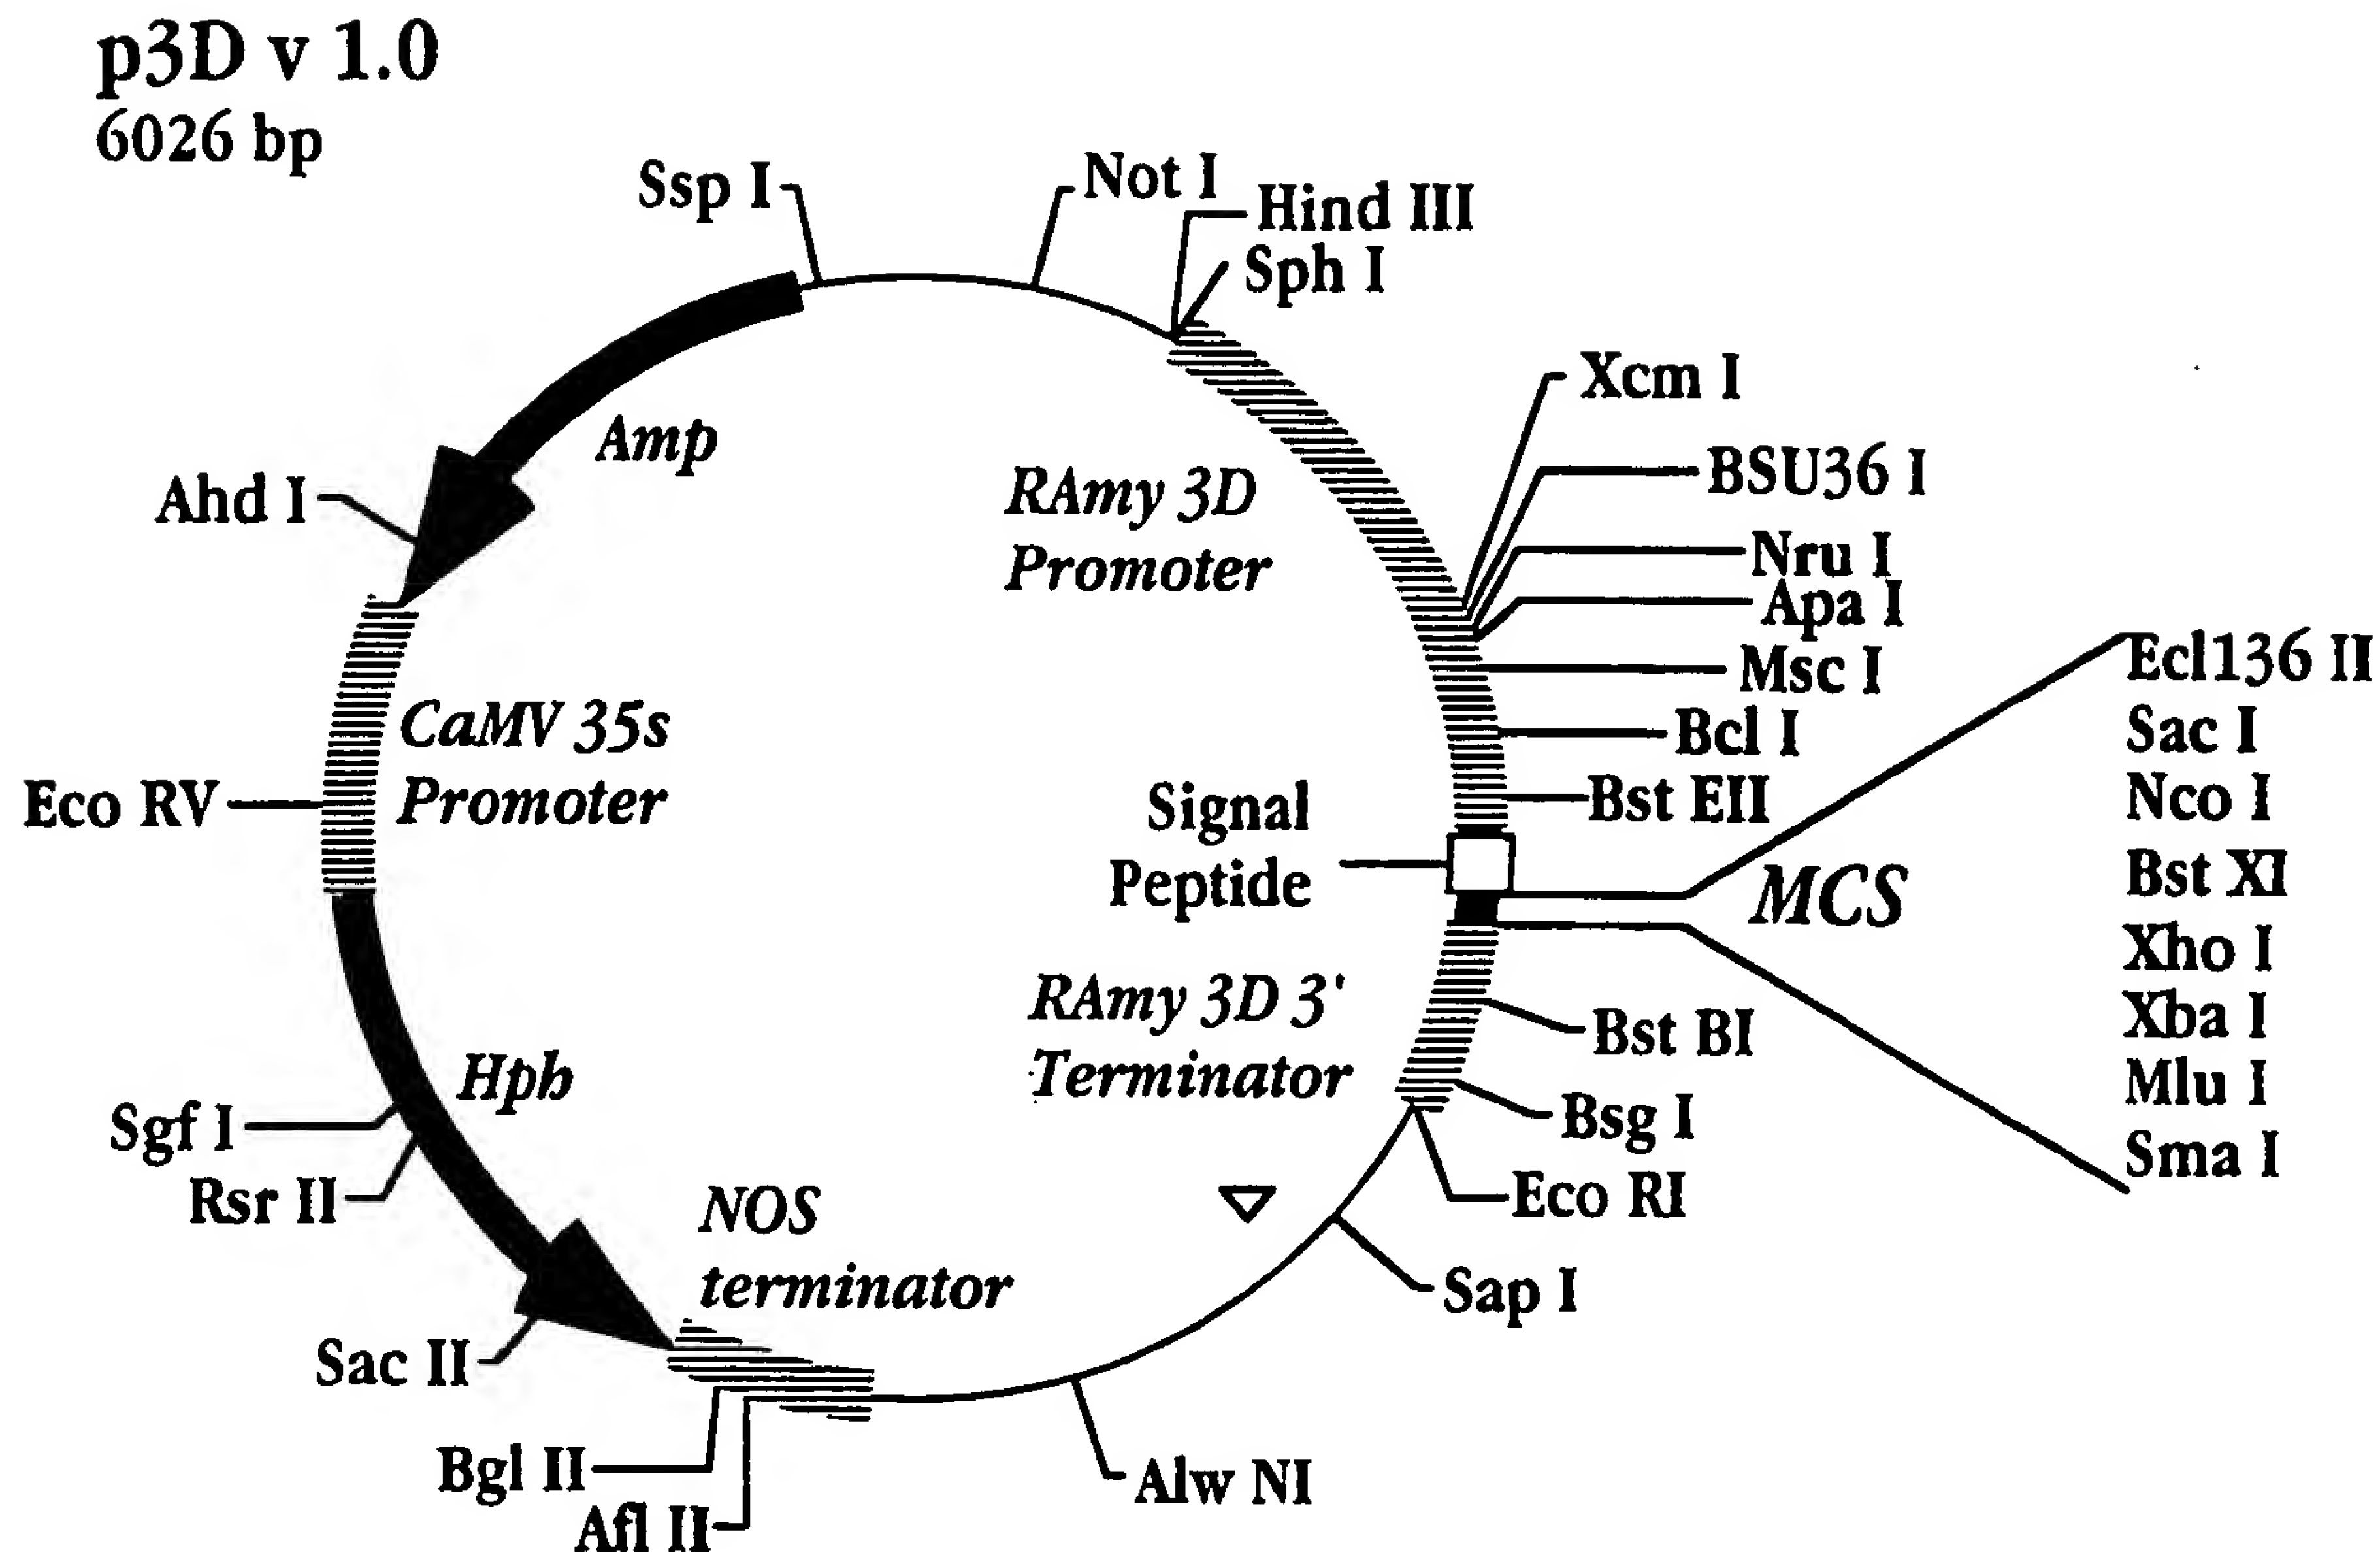 p3D v 1.0
6026 bp
Ssp I
Not I
Hind III
Sph I
Xcm I
BSU36 I
Nru I
Apa I
Msc I
Bcl I
Bst EII
Amp
Ahd I
RAmy 3D
Promoter
CaMV 35s
Promoter
Eco RV
Signal
Peptide
MCS
Ecl136 II
Sac I
Nco I
Bst XI
Xho I
Xba I
Mlu I
Sma I
RAmy 3D 3'
Terminator
Bst BI
Bsg I
Eco RI
Sap I
Hph
Sgf I
Rsr II
NOS
terminator
Sac II
Bgl II
Afl II
Alw NI